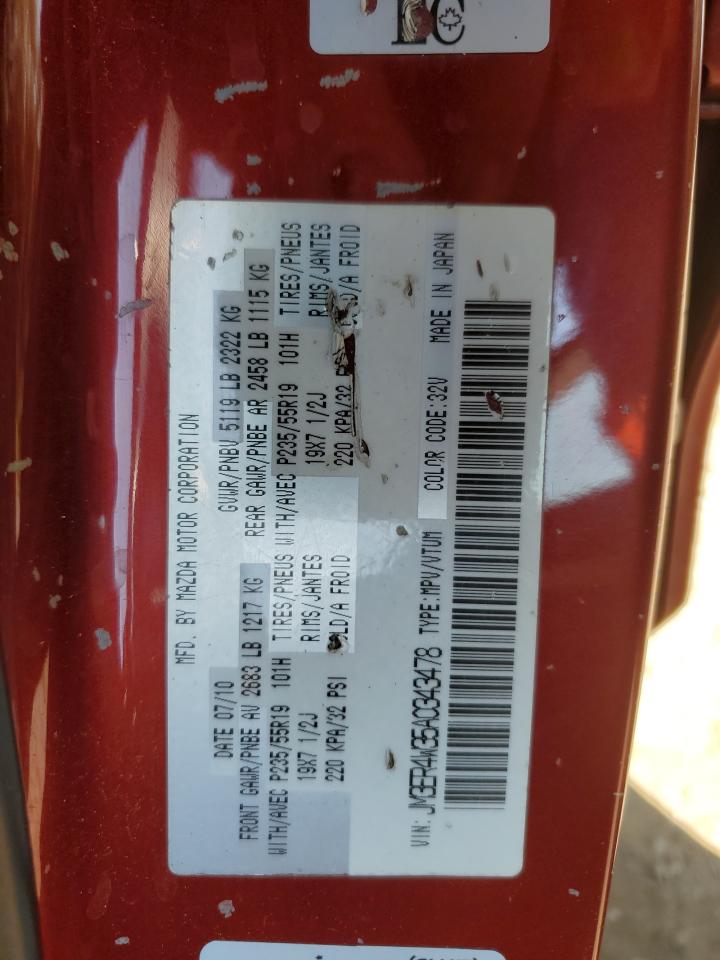 MFD. BY MAZDA MOTOR CORPORATION
DATE 07/10 GVWR/PNBV 5119 LB 2322 KG
FRONT GAWR/PNBE AV 2683 LB 1217 KG REAR GAWR/PNBE AR 2458 LB 1115 KG
WITH/AVEC P235/55R19 101H TIRES/PNEUS WITH/AVEC P235/55R19 101H TIRES/PNEUS
19X7 1/2J RIMS/JANTES 19X7 1/2J RIMS/JANTES
220 KPA/32 PSI LD/A FROID 220 KPA/32 PS D/A FROID
COLOR CODE:32V MADE IN JAPAN
VIN: JM3ER4W35A0343478 TYPE:MPV/VTUM